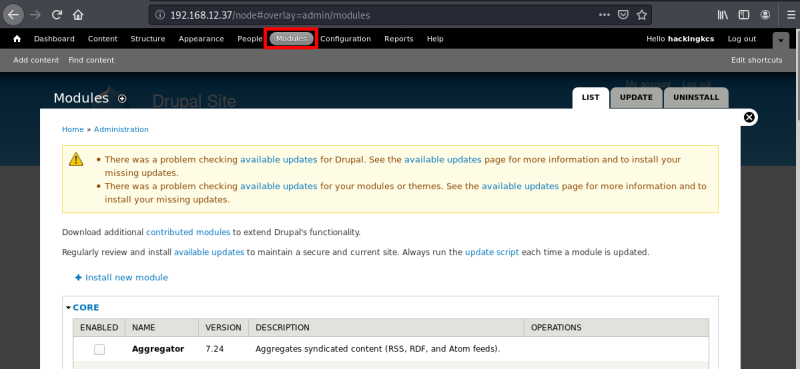 192.168.12.37/node#overlay=admin/modules
Dashboard Content Structure Appearance People Modules Configuration Reports Help Hello hackingkcs Log out
Add content Find content Edit shortcuts
My account Log out
Modules Drupal Site LIST UPDATE UNINSTALL
Home » Administration
• There was a problem checking available updates for Drupal. See the available updates page for more information and to install your
missing updates.
• There was a problem checking available updates for your modules or themes. See the available updates page for more information and to
install your missing updates.
Download additional contributed modules to extend Drupal's functionality.
Regularly review and install available updates to maintain a secure and current site. Always run the update script each time a module is updated.
+ Install new module
CORE
ENABLED NAME VERSION DESCRIPTION OPERATIONS
Aggregator 7.24 Aggregates syndicated content (RSS, RDF, and Atom feeds).